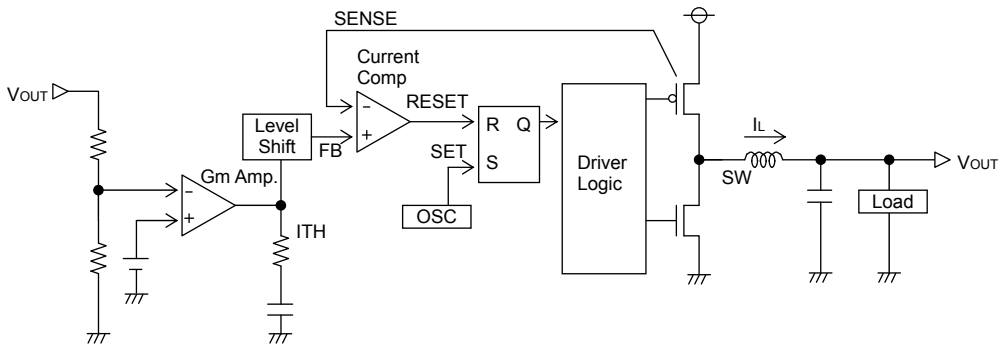 SENSE
Current
Comp
VOUT
RESET
Level
Shift
FB
R Q
S
SET
Gm Amp.
OSC
ITH
Driver
Logic
IL
SW
VOUT
Load
- 
+
-
+